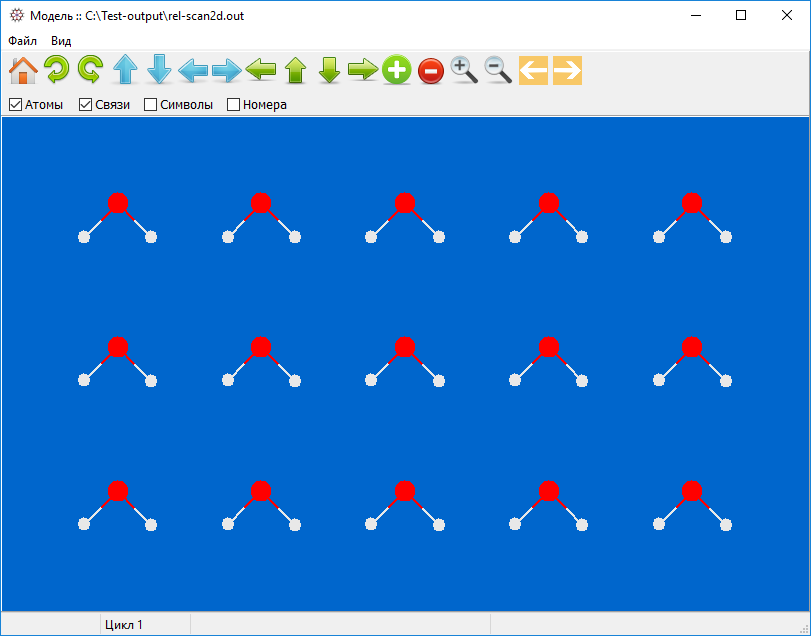 Модель :: C:\Test-output\rel-scan2d.out
Файл Вид
Атомы Связи Символы Номера
Цикл 1